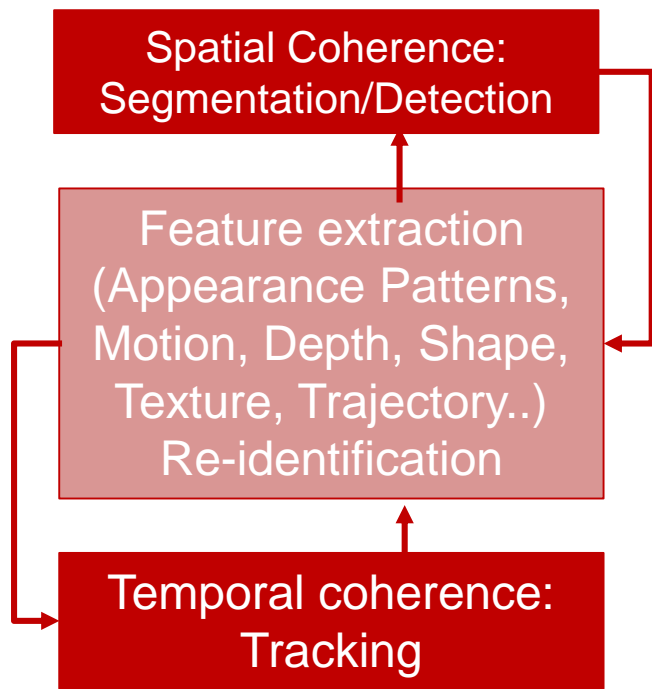 Spatial Coherence:
Segmentation/Detection
Feature extraction
(Appearance Patterns,
Motion, Depth, Shape,
Texture, Trajectory..)
Re-identification
Temporal coherence:
Tracking